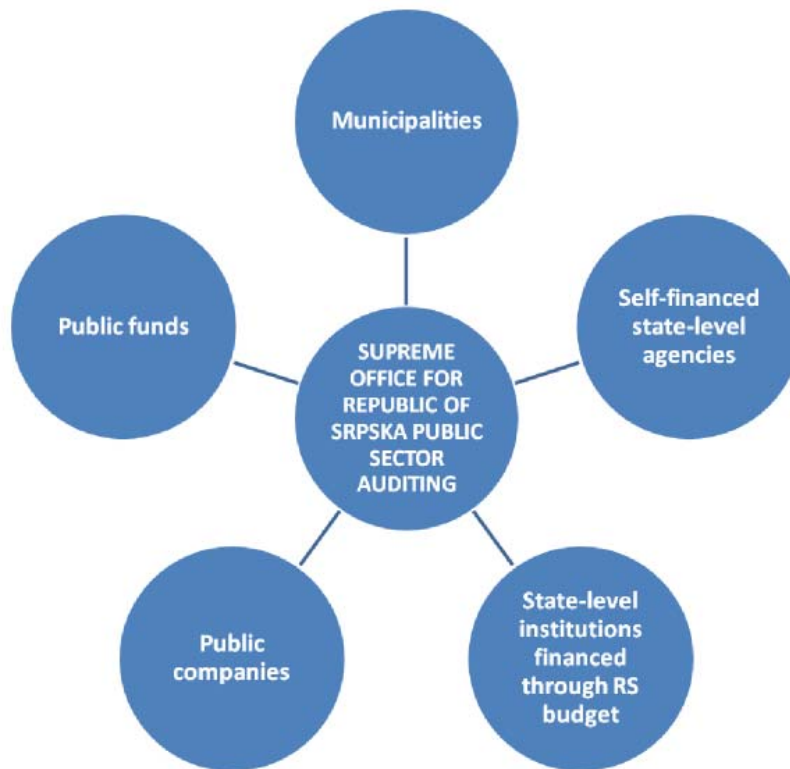 Municipalities
Public funds
Self-financed
state-level
agencies
SUPREME
OFFICE FOR
REPUBLIC OF
SRPSKA PUBLIC
SECTOR
AUDITING
Public
companies
State-level
institutions
financed
through RS
budget